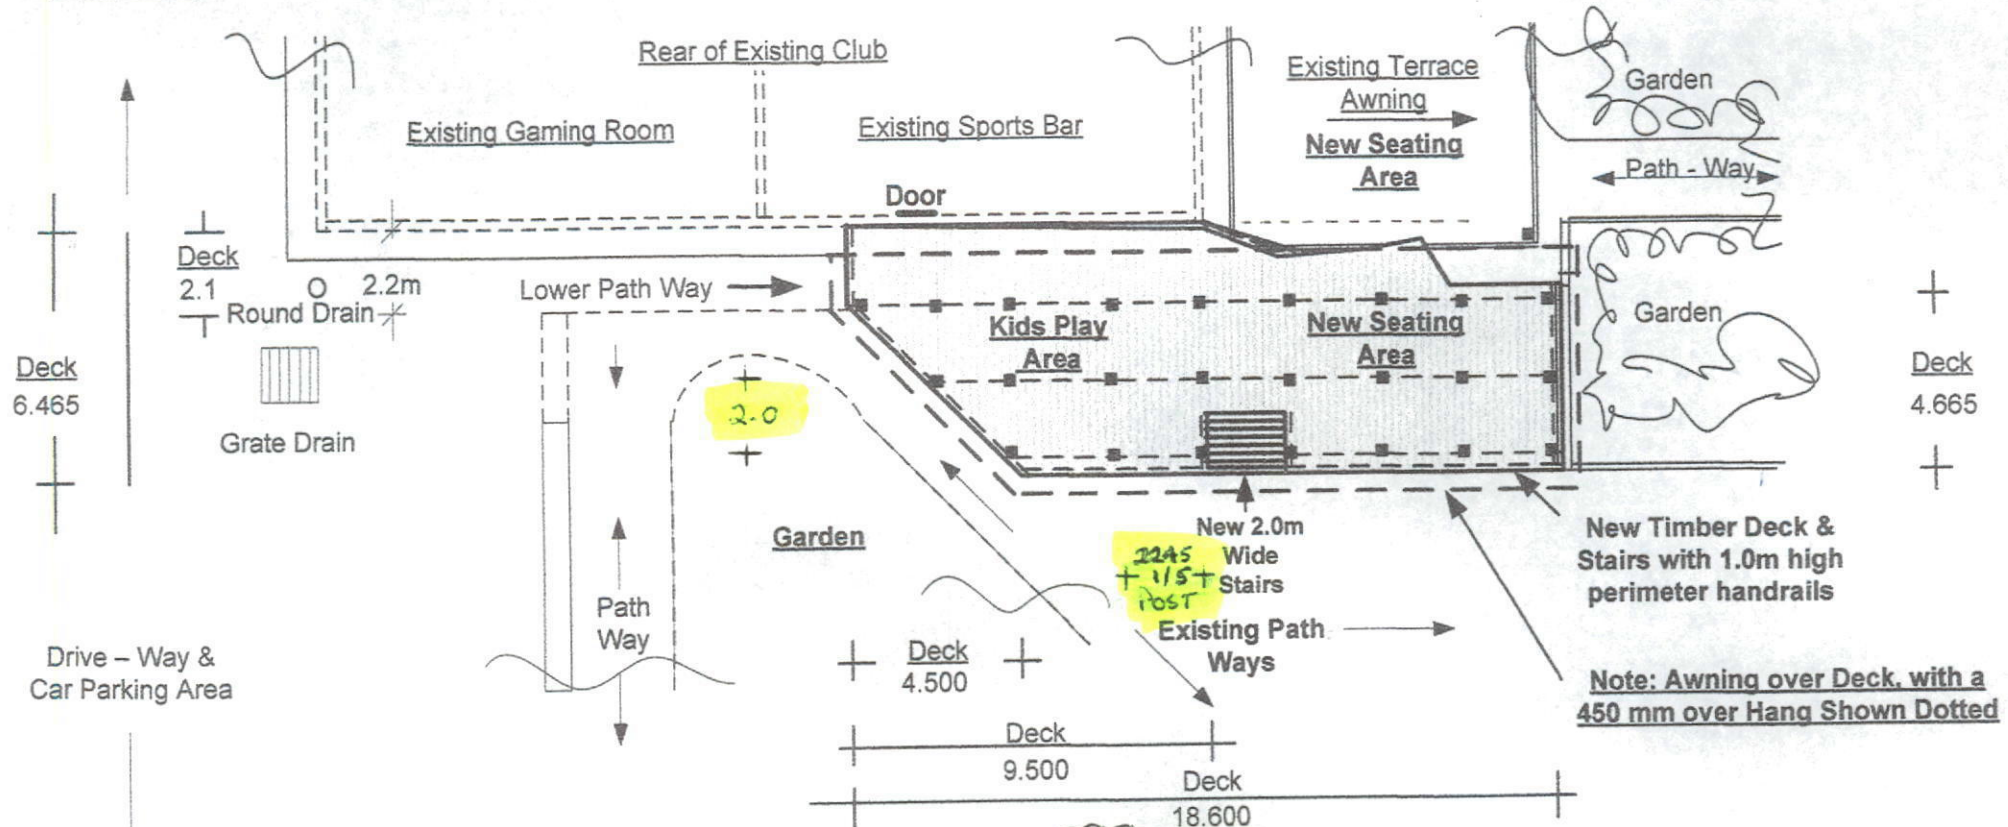 Rear of Existing Club
Existing Terrace
Awning
Garden
Existing Gaming Room
Existing Sports Bar
New Seating
Area
Path - Way
Door
Deck
2.1
O
2.2m
Round Drain
Lower Path Way
Kids Play
Area
New Seating
Area
Garden
Deck
6.465
Deck
4.665
2.0
Grate Drain
Garden
New 2.0m
Wide
Stairs
2245
1/5
POST
New Timber Deck &
Stairs with 1.0m high
perimeter handrails
Path
Way
Existing Path
Ways
Drive – Way &
Car Parking Area
Deck
4.500
Note: Awning over Deck, with a
450 mm over Hang Shown Dotted
Deck
9.500
Deck
18.600